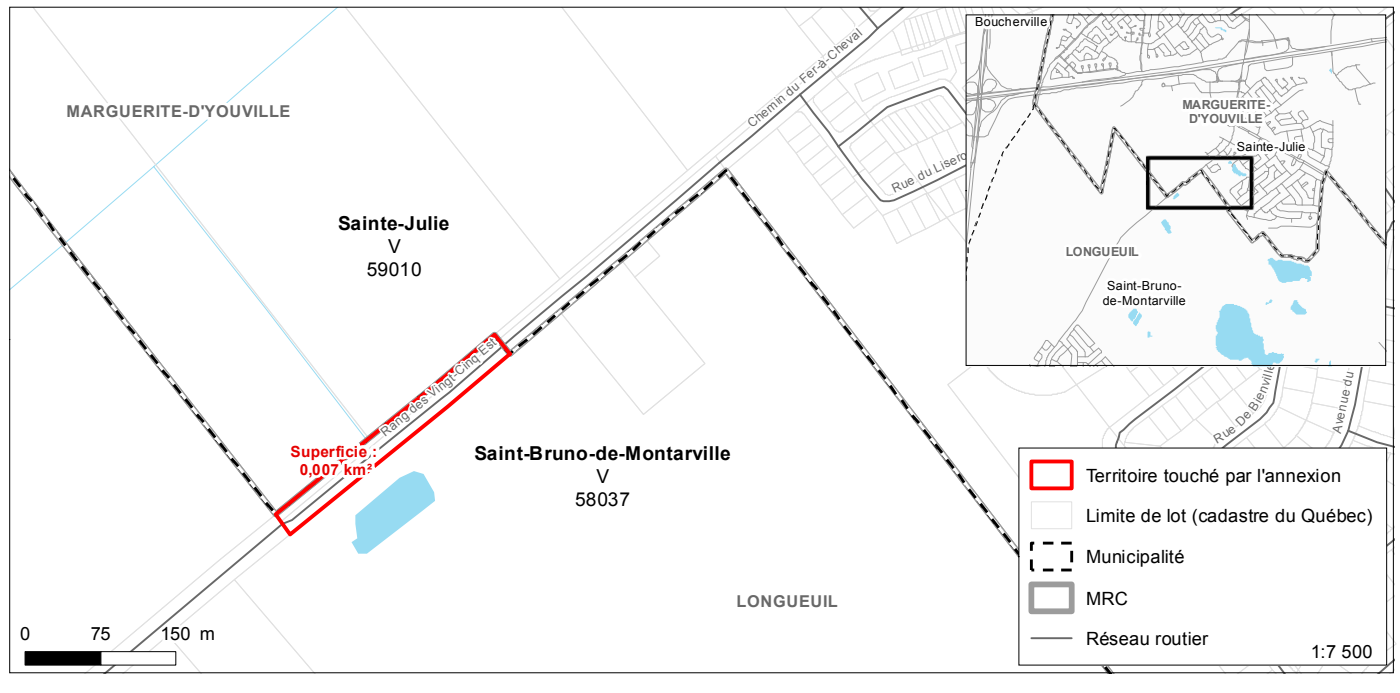 MARGUERITE-D'YOUVILLE
Sainte-Julie
V
59010
Chemin du Fer-à-Cheval
Rue du Lisero
Rang des Vingt-Cinq Est
Superficie :
0,007 km²
Saint-Bruno-de-Montarville
V
58037
LONGUEUIL
Rue De Bienville
Avenue du
0 75 150 m
Boucherville
MARGUERITE-
D'YOUVILLE
Sainte-Julie
LONGUEUIL
Saint-Bruno-
de-Montarville
Territoire touché par l'annexion
Limite de lot (cadastre du Québec)
Municipalité
MRC
Réseau routier
1:7 500